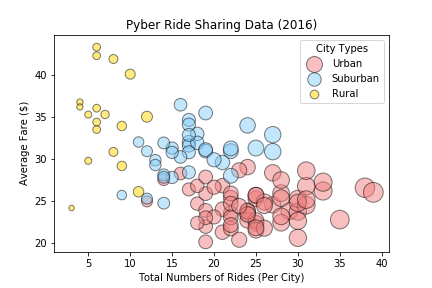 Pyber Ride Sharing Data (2016)
City Types
Urban
Suburban
Rural
Average Fare ($)
40
35
30
25
20
5 10 15 20 25 30 35 40
Total Numbers of Rides (Per City)